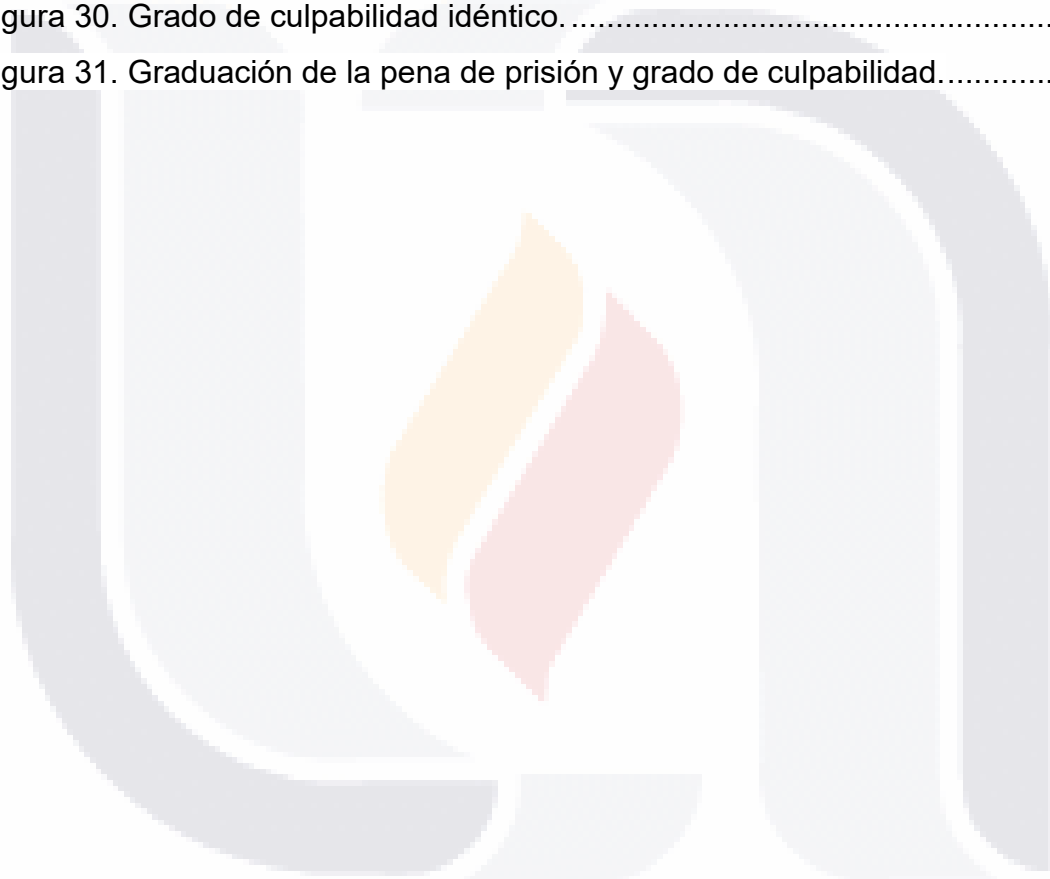 gura 30. Grado de culpabilidad idéntico. ....................................................
gura 31. Graduación de la pena de prisión y grado de culpabilidad.............